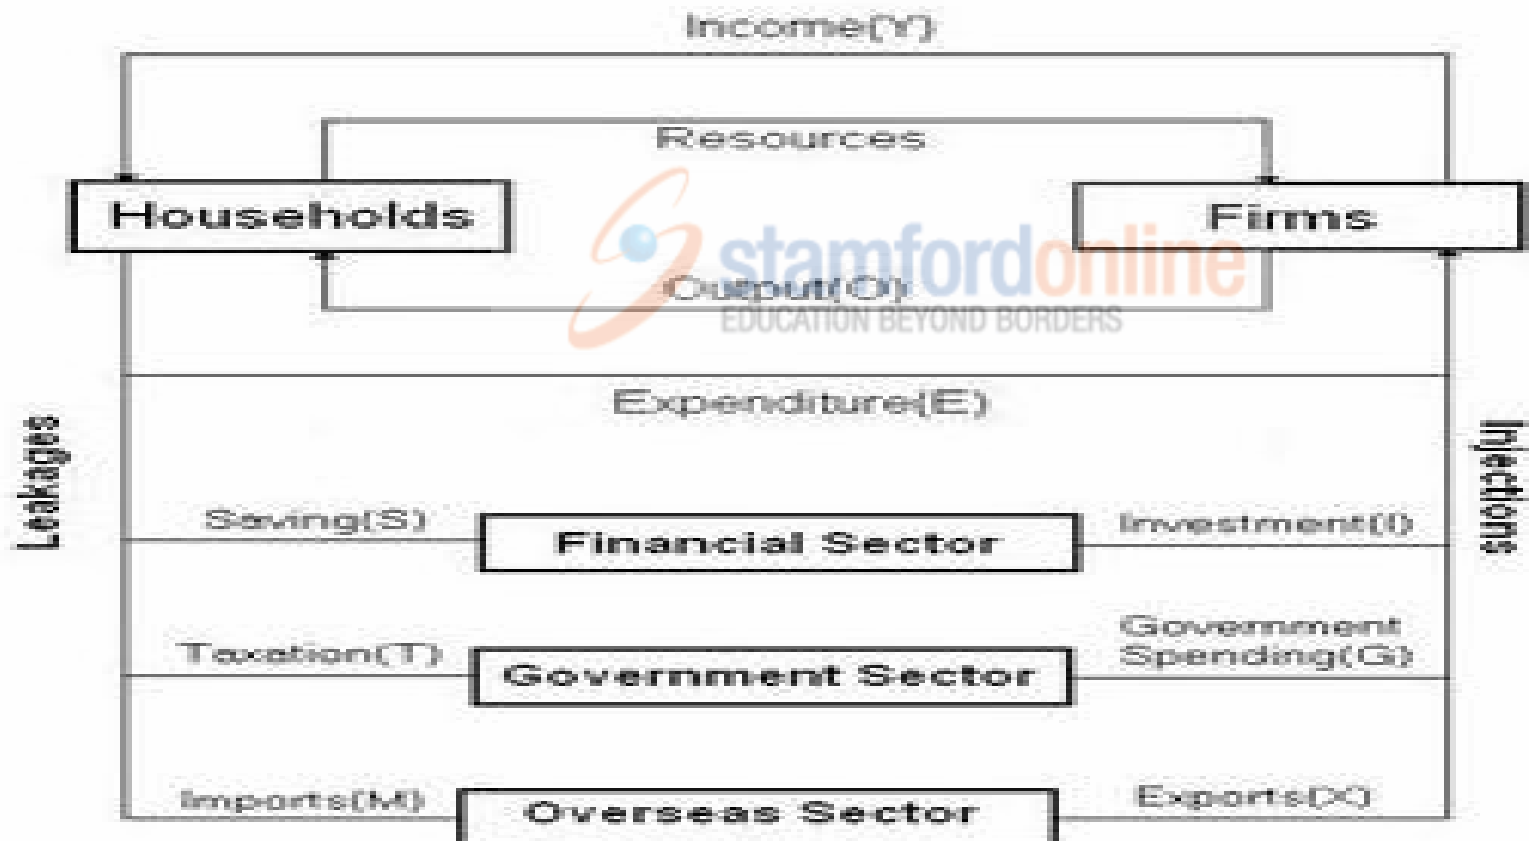 Income(Y)
Resources
Households
Firms
stamfordonline
Output(O)
EDUCATION BEYOND BORDERS
Expenditure(E)
Leakages
Injections
Saving(S)
Financial Sector
Investment(I)
Taxation(T)
Government Sector
Government
Spending(G)
Imports(M)
Overseas Sector
Exports(X)